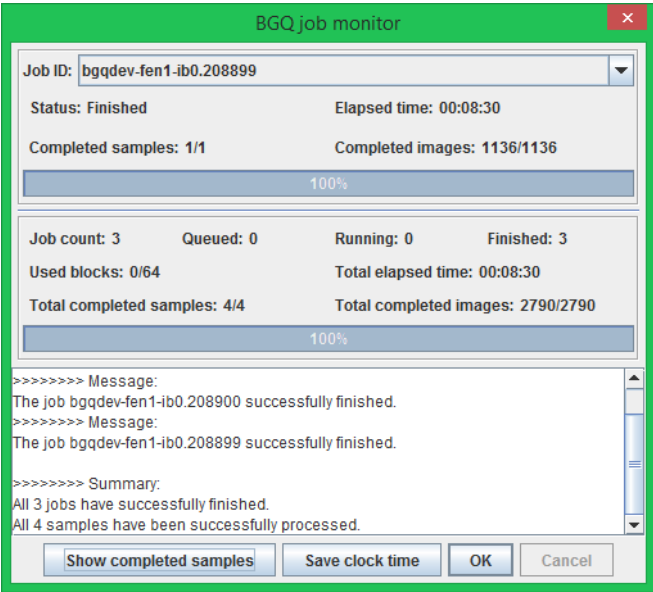 BGQ job monitor
Job ID: bgqdev-fen1-ib0.208899
Status: Finished Elapsed time: 00:08:30
Completed samples: 1/1 Completed images: 1136/1136
100%
Job count: 3 Queued: 0 Running: 0 Finished: 3
Used blocks: 0/64 Total elapsed time: 00:08:30
Total completed samples: 4/4 Total completed images: 2790/2790
100%
>>>>>>>> Message:
The job bgqdev-fen1-ib0.208900 successfully finished.
>>>>>>>> Message:
The job bgqdev-fen1-ib0.208899 successfully finished.
>>>>>>>> Summary:
All 3 jobs have successfully finished.
All 4 samples have been successfully processed.
Show completed samples Save clock time OK Cancel